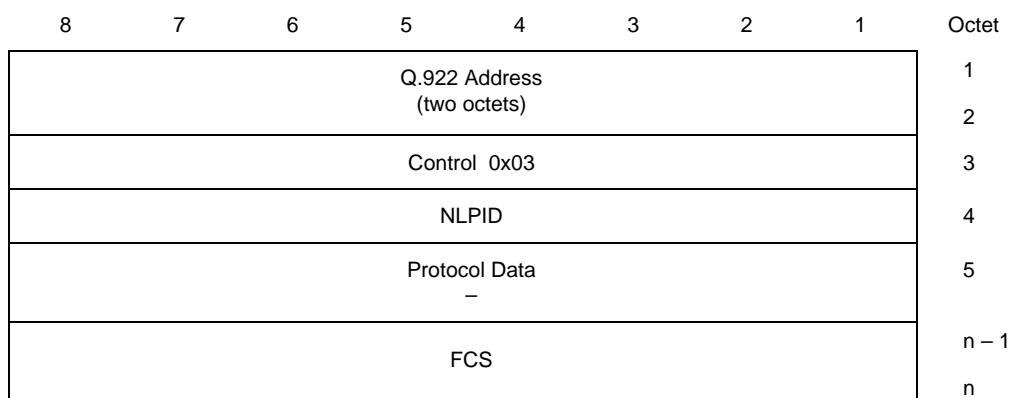 8 7 6 5 4 3 2 1 Octet
Q.922 Address 1
(two octets) 2
Control 0x03 3
NLPID 4
Protocol Data 5
–
FCS n – 1
n